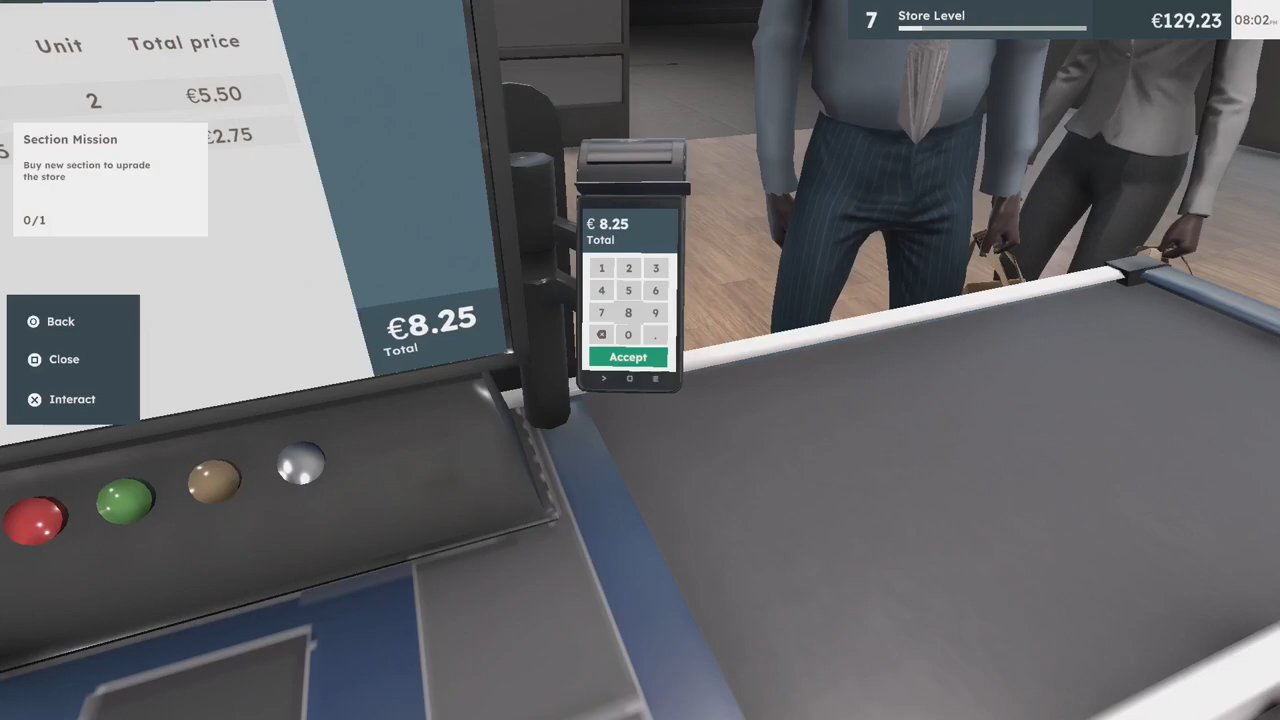 7 Store Level €129.23 08:02PM
Unit Total price
2 €5.50
€2.75
Section Mission
Buy new section to uprade
the store
0/1
Back
Close
Interact
€8.25
Total
€ 8.25
Total
1 2 3
4 5 6
7 8 9
0 .
Accept